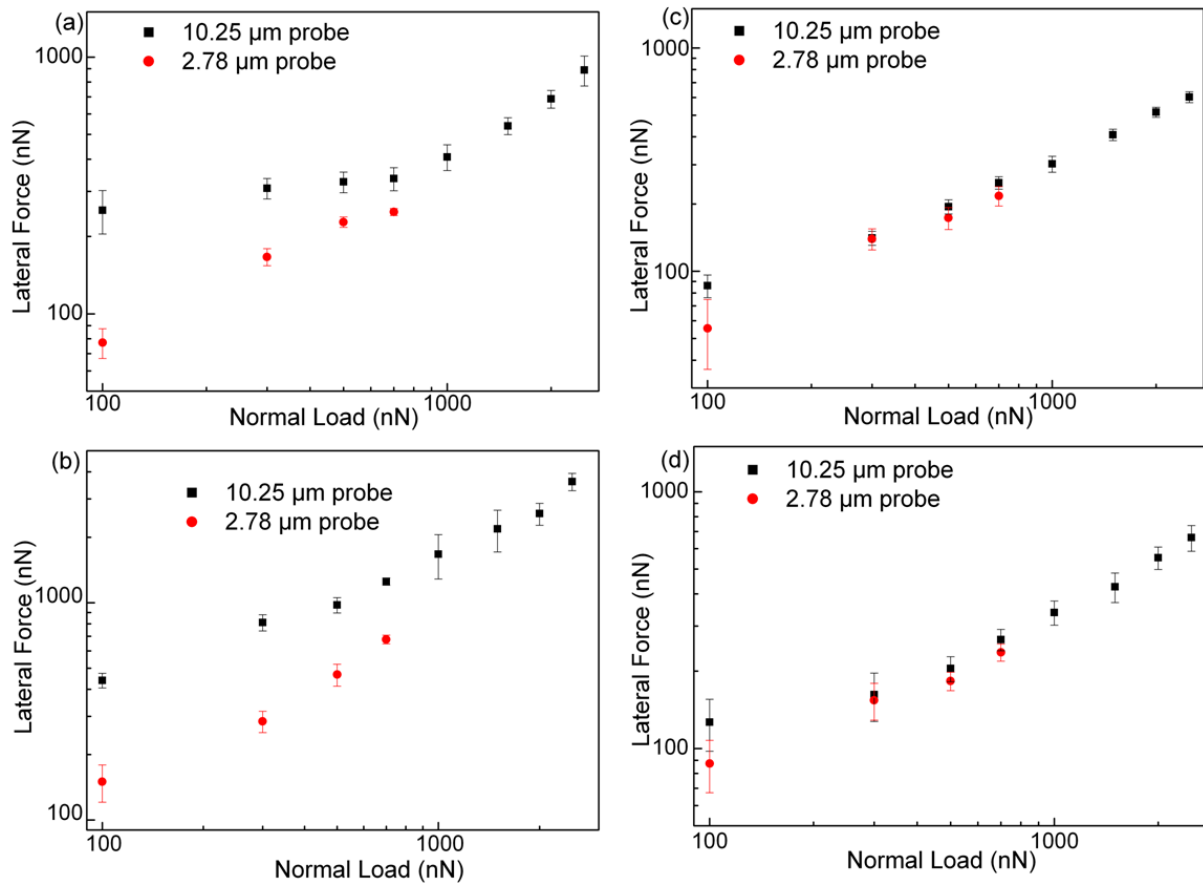 (a)
10.25 µm probe
2.78 µm probe
1000
100
Lateral Force (nN)
100
1000
Normal Load (nN)
(c)
10.25 µm probe
2.78 µm probe
1000
100
Lateral Force (nN)
100
1000
Normal Load (nN)
(b)
10.25 µm probe
2.78 µm probe
1000
100
Lateral Force (nN)
100
1000
Normal Load (nN)
(d)
10.25 µm probe
2.78 µm probe
1000
100
Lateral Force (nN)
100
1000
Normal Load (nN)